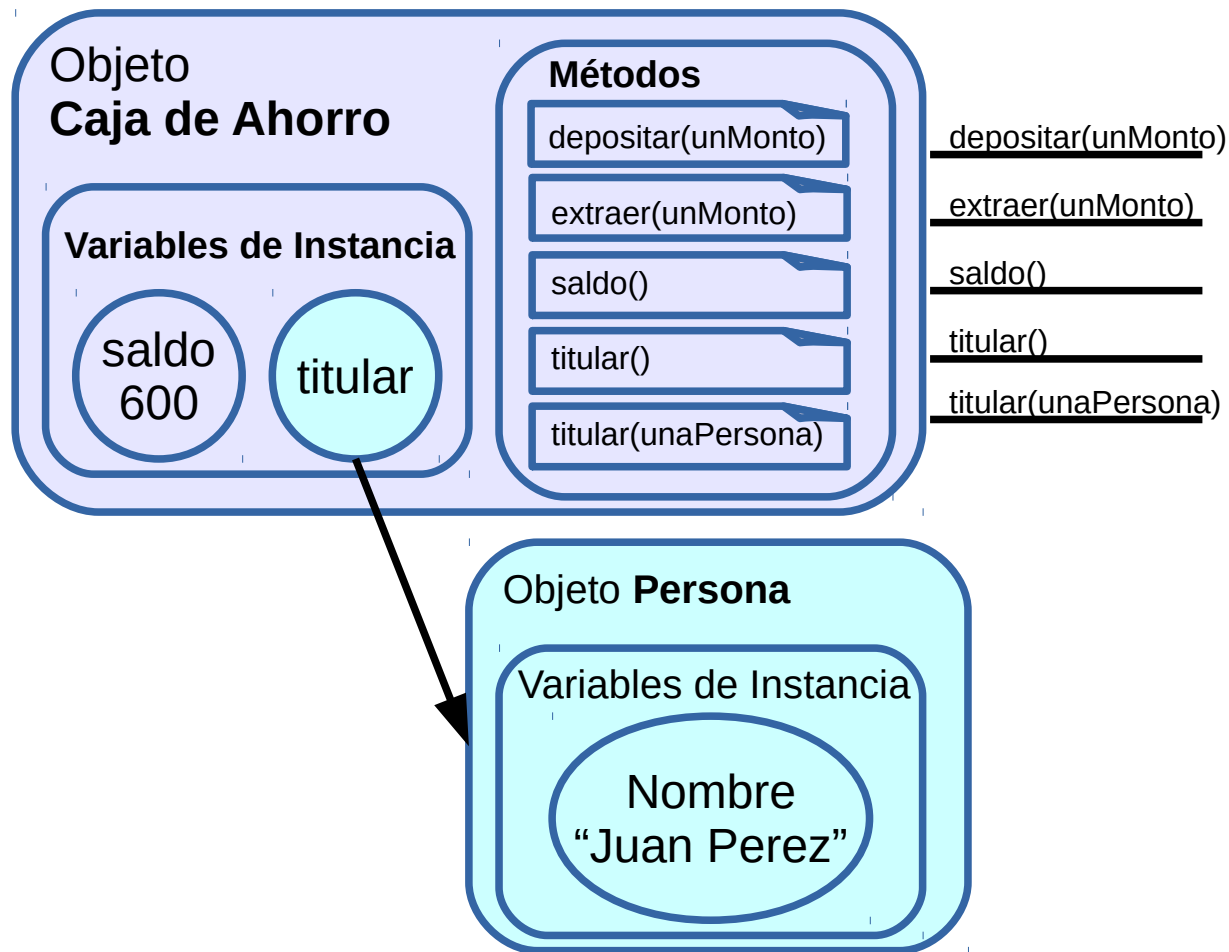 Objeto
Caja de Ahorro
Variables de Instancia
saldo
600
titular
Métodos
depositar(unMonto)
extraer(unMonto)
saldo()
titular()
titular(unaPersona)
depositar(unMonto)
extraer(unMonto)
saldo()
titular()
titular(unaPersona)
Objeto Persona
Variables de Instancia
Nombre
“Juan Perez”